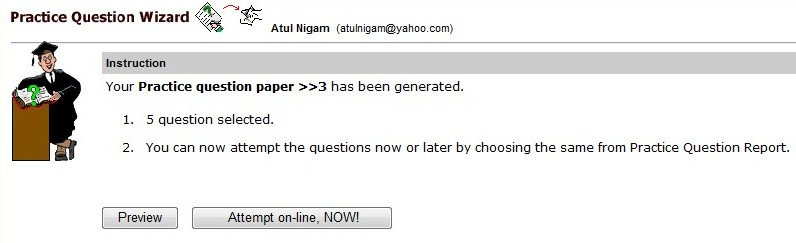 Practice Question Wizard
Atul Nigam (atulnigam@yahoo.com)
Instruction
Your Practice question paper >>3 has been generated.
1. 5 question selected.
2. You can now attempt the questions now or later by choosing the same from Practice Question Report.
Preview
Attempt on-line, NOW!